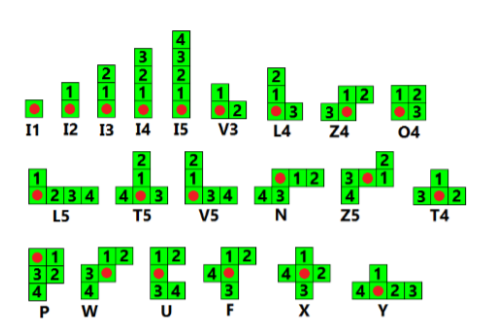 4
3 3
2 2 2 2
1 1 1 1 1 1 1 2 1 2
2 3 3 3
I1 I2 I3 I4 I5 V3 L4 Z4 O4
2 2 2
1 1 1 1 2 3 1 1
2 3 4 4 3 3 4 4 3 4 3 2
L5 T5 V5 N Z5 T4
1 1 2 1 2 1 2 1
3 2 3 4 4 2 1
4 4 3 4 3 3 4 2 3
P W U F X Y